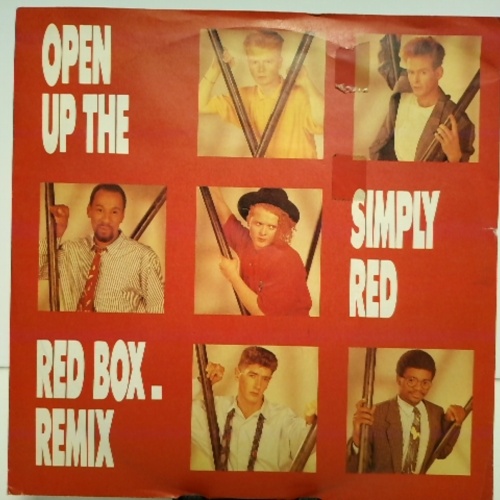 OPEN
UP THE
SIMPLY
RED
RED BOX.
REMIX